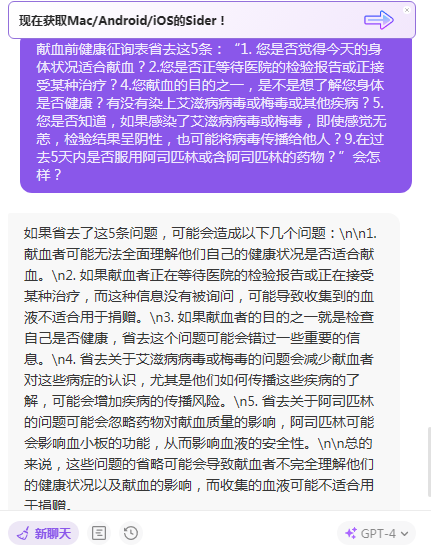 现在获取Mac/Android/iOS的Sider！
献血前健康征询表省去这5条：“1. 您是否觉得今天的身
体状况适合献血？2.您是否正等待医院的检验报告或正接
受某种治疗？4.您献血的目的之一，是不是想了解您身体
是否健康？有没有染上艾滋病病毒或梅毒或其他疾病？5.
您是否知道，如果感染了艾滋病病毒或梅毒，即使感觉无
恙，检验结果呈阴性，也可能将病毒传播给他人？9.在过
去5天内是否服用阿司匹林或含阿司匹林的药物？”会怎
样？
如果省去了这5条问题，可能会造成以下几个问题：\n\n1.
献血者可能无法全面理解他们自己的健康状况是否适合献
血。\n2. 如果献血者正在等待医院的检验报告或正在接受
某种治疗，而这种信息没有被询问，可能导致收集到的血
液不适合用于捐赠。\n3. 如果献血者的目的之一就是检查
自己是否健康，省去这个问题可能会错过一些重要的信
息。\n4. 省去关于艾滋病病毒或梅毒的问题会减少献血者
对这些病症的认识，尤其是他们如何传播这些疾病的了
解，可能会增加疾病的传播风险。\n5. 省去关于阿司匹林
的问题可能会忽略药物对献血质量的影响，阿司匹林可能
会影响血小板的功能，从而影响血液的安全性。\n\n总的
来说，这些问题的省略可能会导致献血者不完全理解他们
的健康状况以及献血的影响，而收集的血液可能不适合用
于捐赠。
新聊天
GPT-4